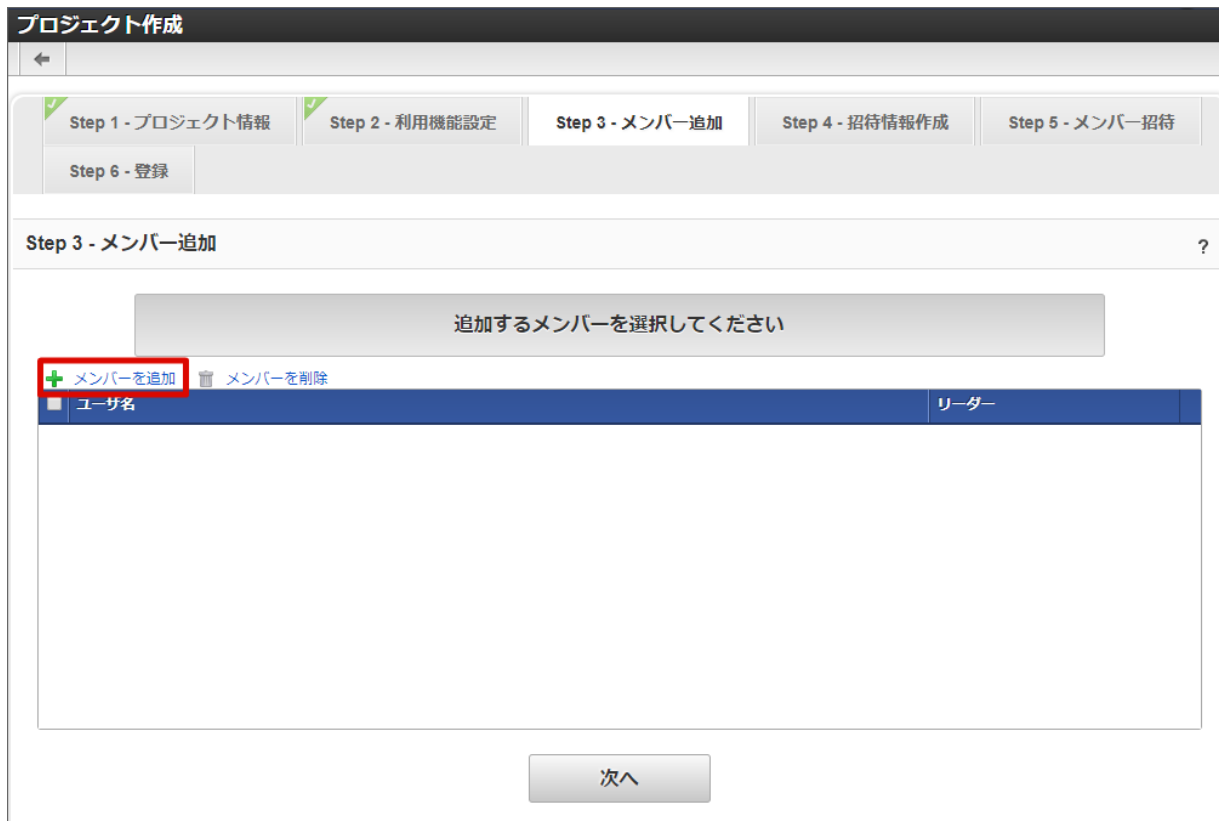 プロジェクト作成
Step 1 - プロジェクト情報
Step 2 - 利用機能設定
Step 3 - メンバー追加
Step 4 - 招待情報作成
Step 5 - メンバー招待
Step 6 - 登録
Step 3 - メンバー追加
?
追加するメンバーを選択してください
メンバーを追加
メンバーを削除
ユーザ名
リーダー
次へ